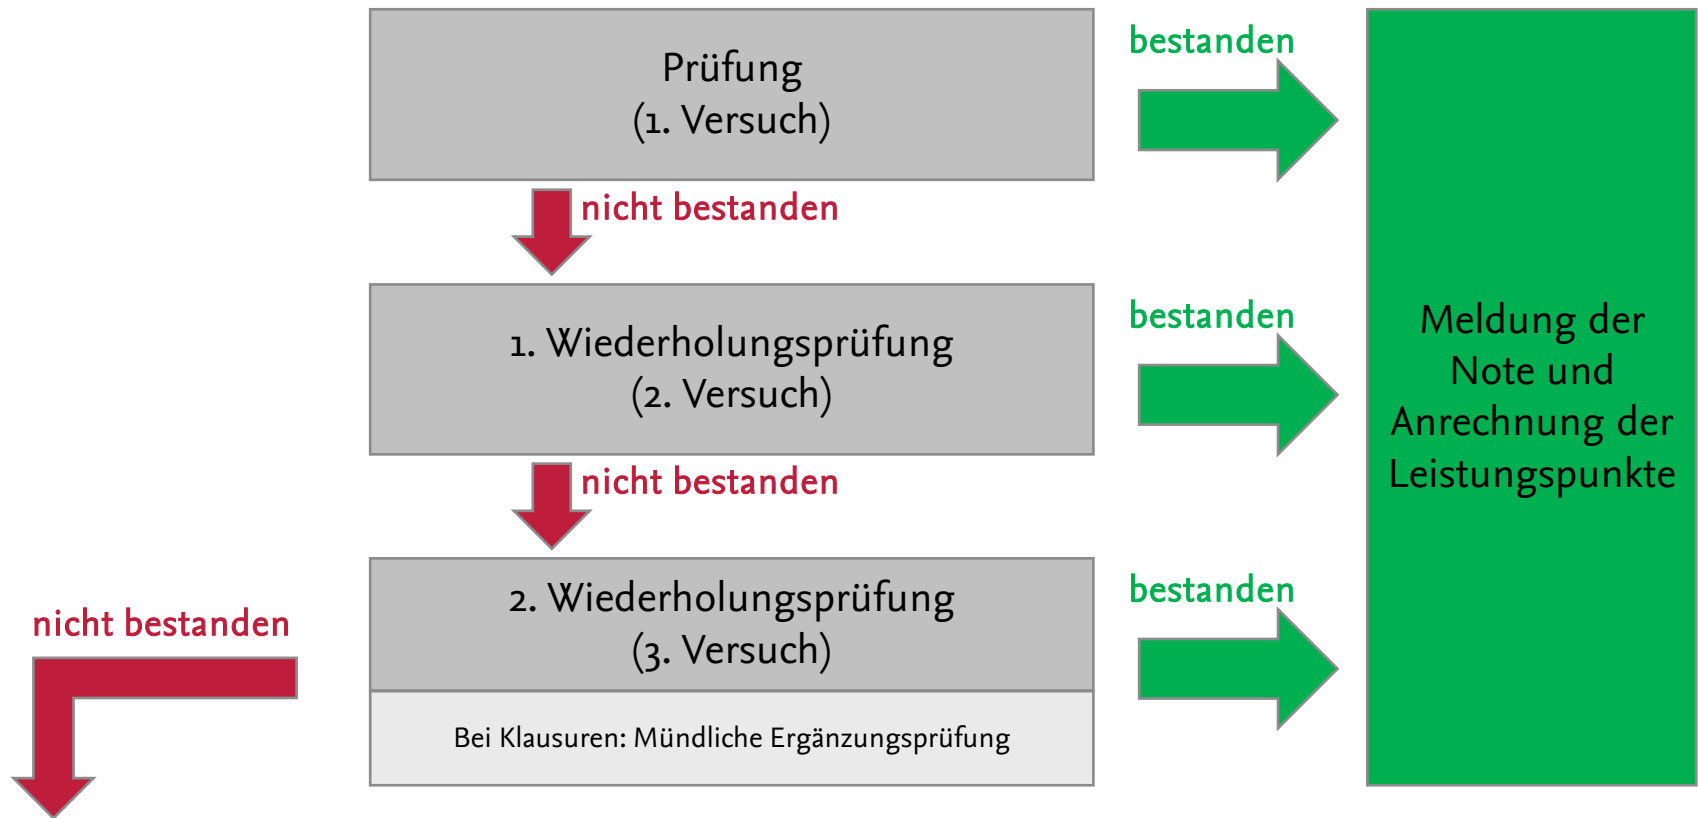 Prüfung
(1. Versuch)
bestanden
nicht bestanden
1. Wiederholungsprüfung
(2. Versuch)
bestanden
nicht bestanden
2. Wiederholungsprüfung
(3. Versuch)
bestanden
nicht bestanden
Bei Klausuren: Mündliche Ergänzungsprüfung
Meldung der
Note und
Anrechnung der
Leistungspunkte